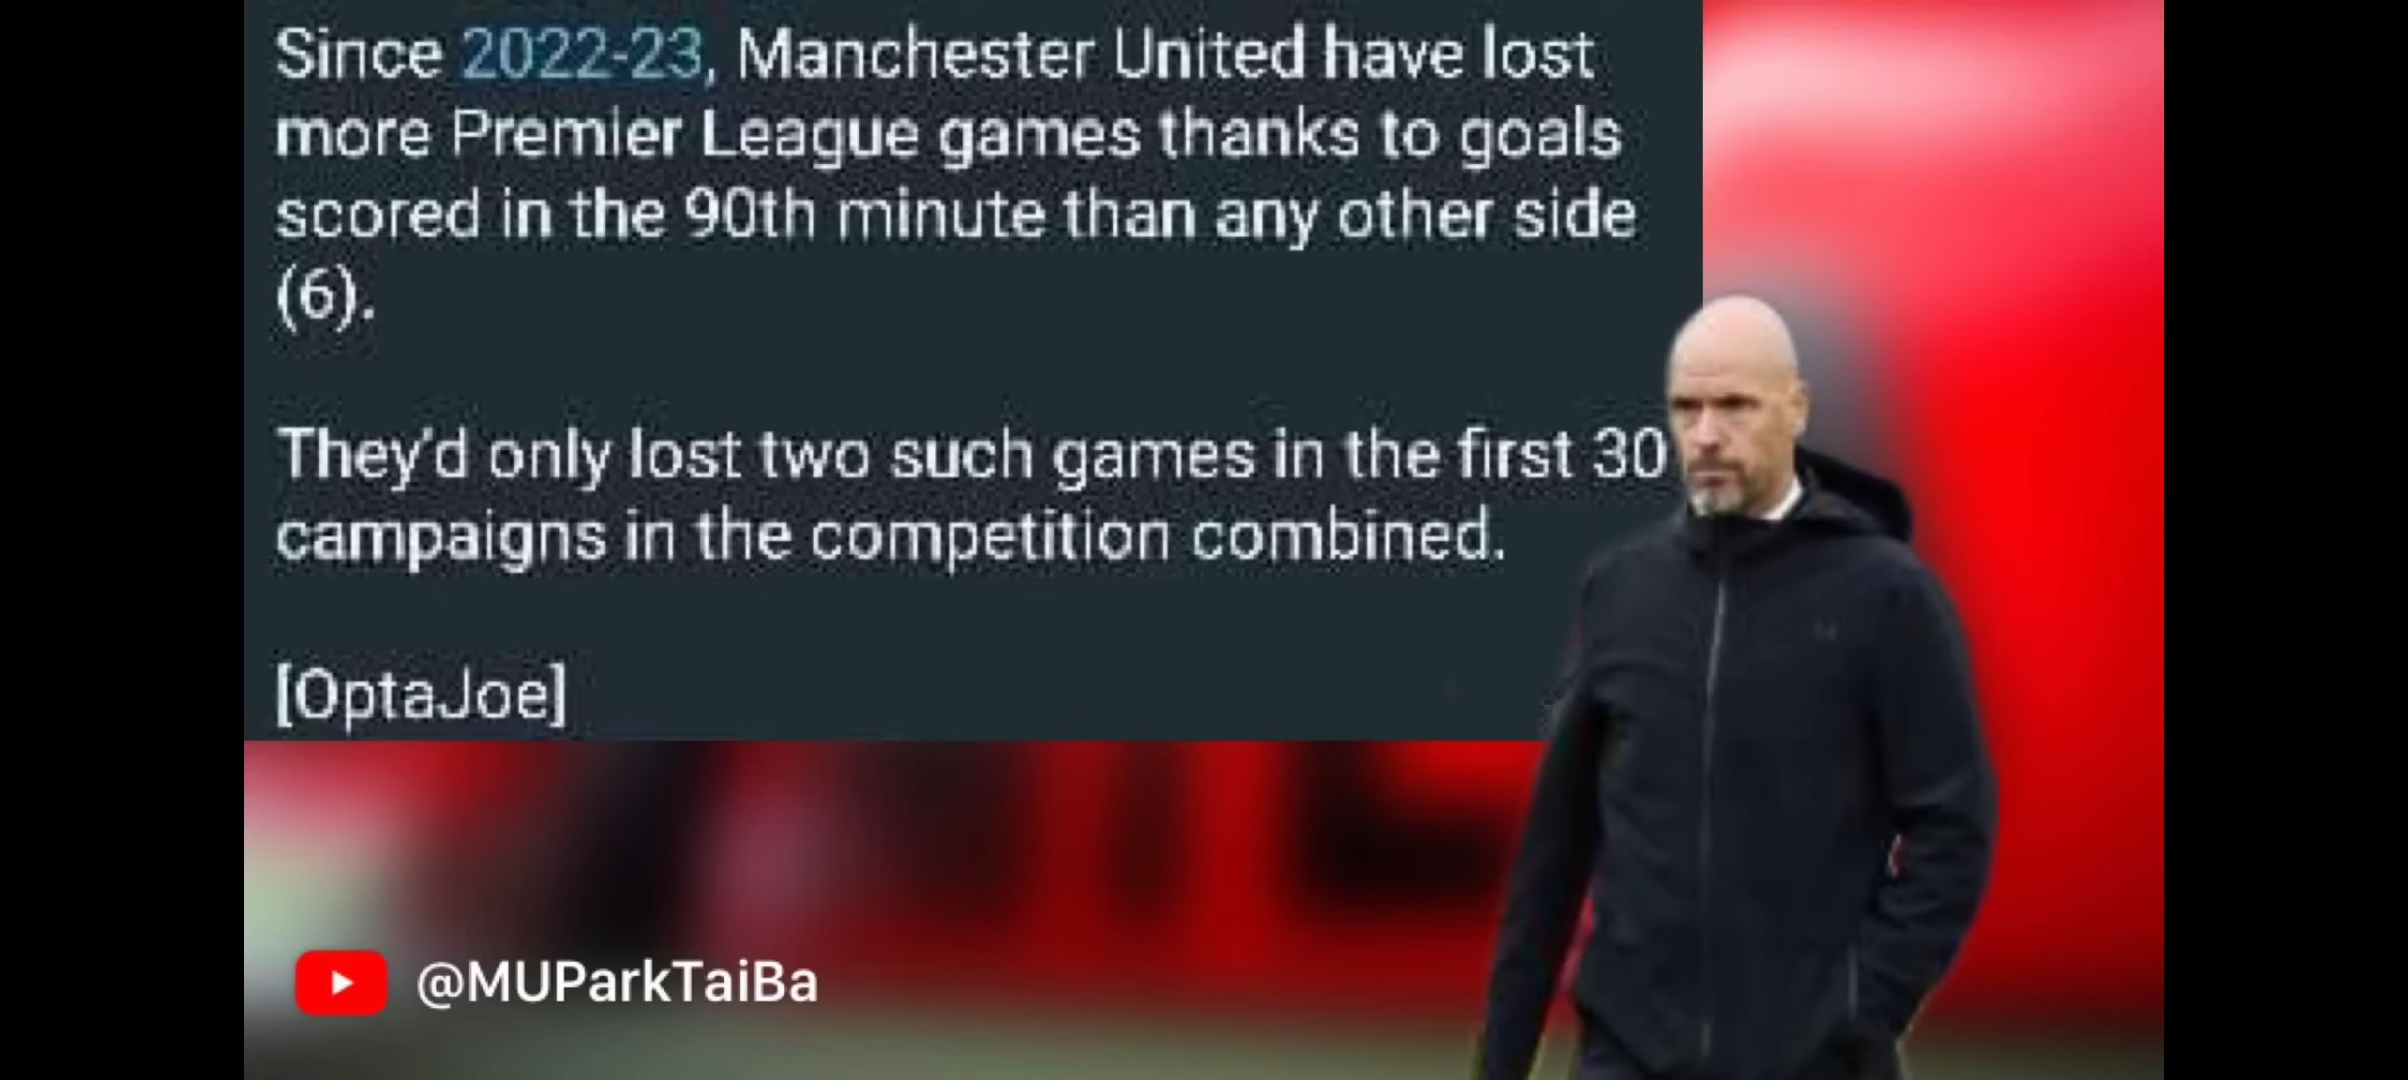 Since 2022-23, Manchester United have lost
more Premier League games thanks to goals
scored in the 90th minute than any other side
(6).
They'd only lost two such games in the first 30
campaigns in the competition combined.
[OptaJoe]
@MUParkTaiBa